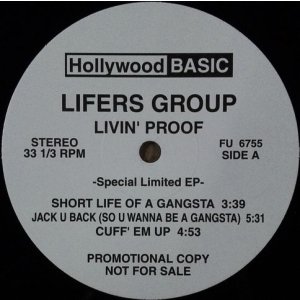 Hollywood BASIC
LIFERS GROUP
LIVIN' PROOF
STEREO
33 1/3 RPM
FU 6755
SIDE A
-Special Limited EP-
SHORT LIFE OF A GANGSTA 3:39
JACK U BACK (SO U WANNA BE A GANGSTA) 5:31
CUFF' EM UP 4:53
PROMOTIONAL COPY
NOT FOR SALE